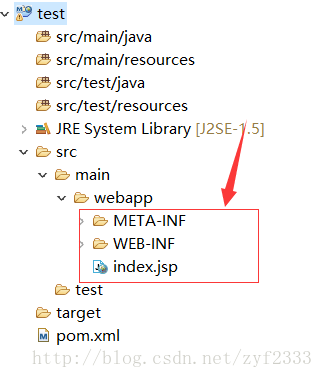 test
src/main/java
src/main/resources
src/test/java
src/test/resources
JRE System Library [J2SE-1.5]
src
main
webapp
META-INF
WEB-INF
index.jsp
test
target
pom.xml
http://blog.csdn.net/zyf2333